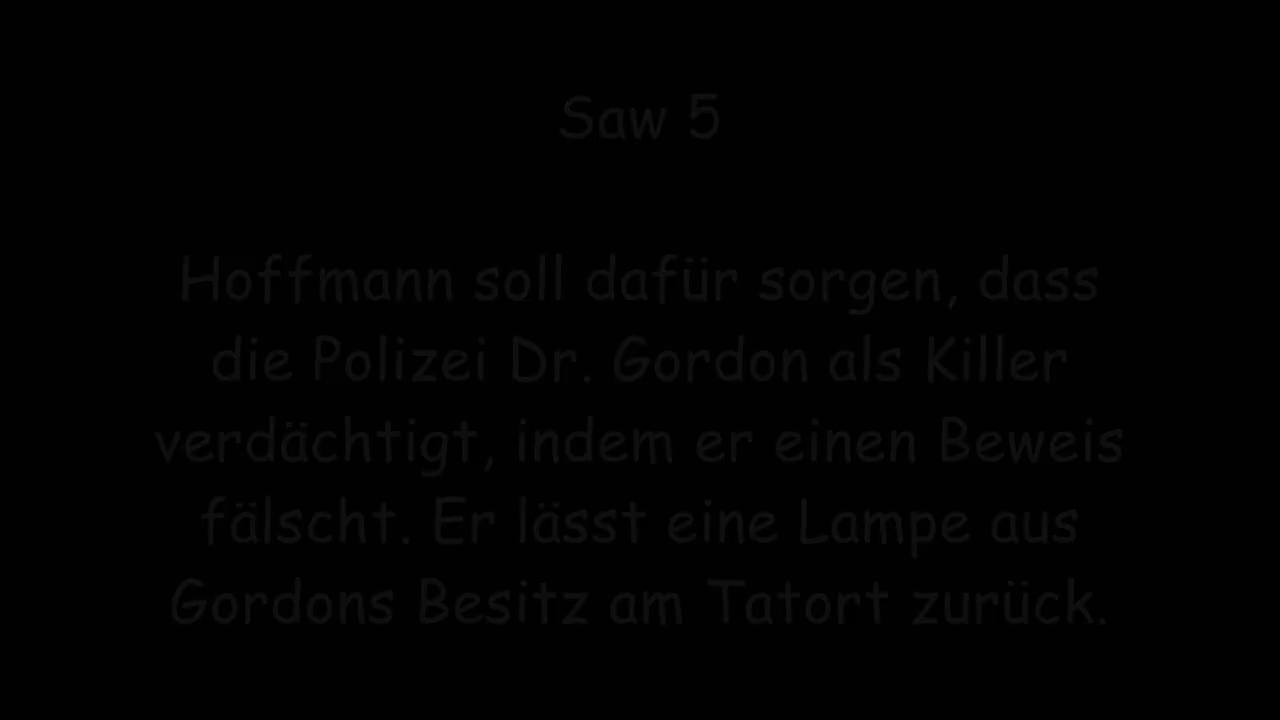 Saw 5
Hoffmann soll dafür sorgen, dass
die Polizei Dr. Gordon als Killer
verdächtigt, indem er einen Beweis
fälscht. Er lässt eine Lampe aus
Gordons Besitz am Tatort zurück.